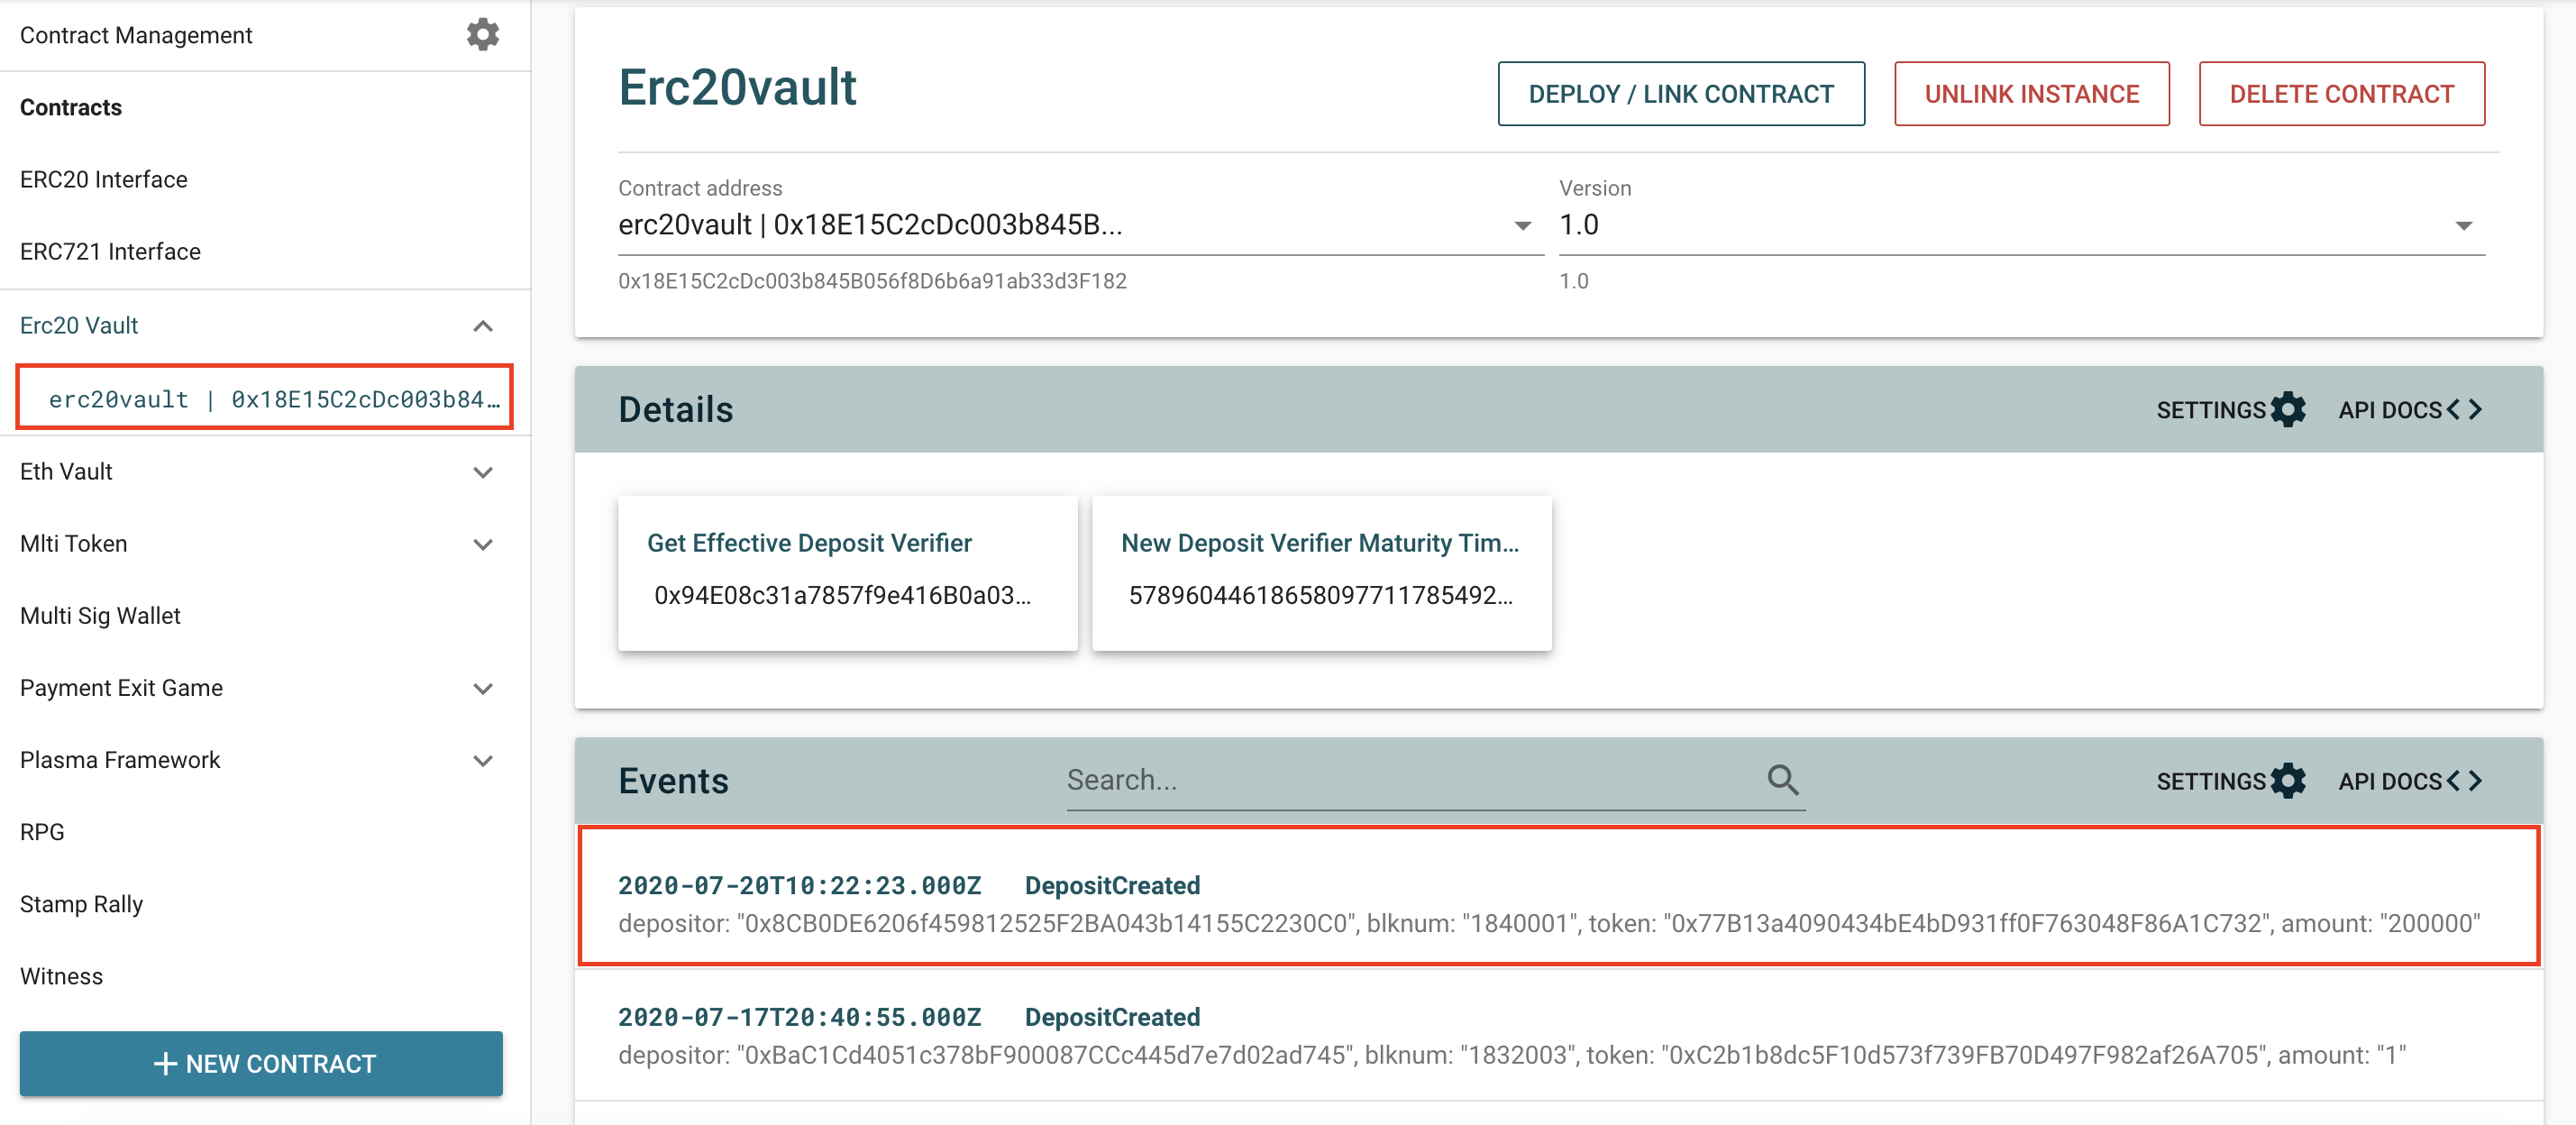 Contract Management
Contracts
ERC20 Interface
ERC721 Interface
Erc20 Vault
erc20vault | 0x18E15C2cDc003b84...
Eth Vault
Mlti Token
Multi Sig Wallet
Payment Exit Game
Plasma Framework
RPG
Stamp Rally
Witness
+ NEW CONTRACT
Erc20vault
DEPLOY / LINK CONTRACT
UNLINK INSTANCE
DELETE CONTRACT
Contract address
erc20vault | 0x18E15C2cDc003b845B...
0x18E15C2cDc003b845B056f8D6b6a91ab33d3F182
Version
1.0
1.0
Details
SETTINGS
API DOCS
Get Effective Deposit Verifier
0x94E08c31a7857f9e416B0a03...
New Deposit Verifier Maturity Tim...
57896044618658097711785492...
Events
Search...
SETTINGS
API DOCS
2020-07-20T10:22:23.000Z DepositCreated
depositor: "0x8CB0DE6206f459812525F2BA043b14155C2230C0", blknum: "1840001", token: "0x77B13a4090434bE4bD931ff0F763048F86A1C732", amount: "200000"
2020-07-17T20:40:55.000Z DepositCreated
depositor: "0xBaC1Cd4051c378bF900087CCc445d7e7d02ad745", blknum: "1832003", token: "0xC2b1b8dc5F10d573f739FB70D497F982af26A705", amount: "1"